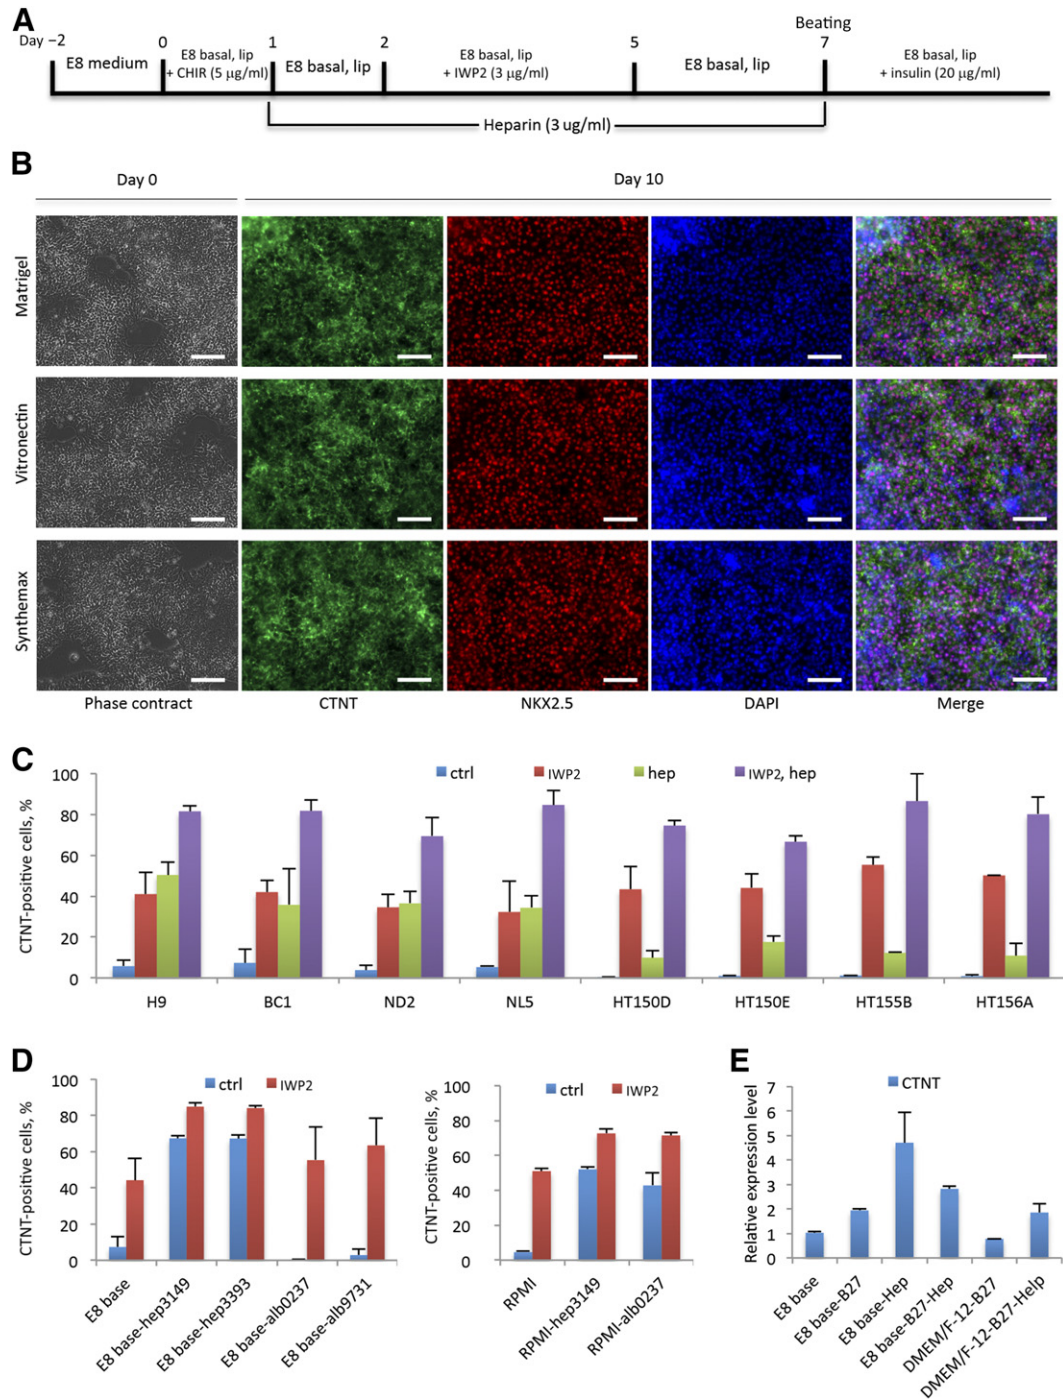 A
Beating
Day −2 0 1 2 5 7
E8 medium
E8 basal, lip
+ CHIR (5 µg/ml)
E8 basal, lip
E8 basal, lip
+ IWP2 (3 µg/ml)
E8 basal, lip
E8 basal, lip
+ insulin (20 µg/ml)
Heparin (3 ug/ml)
B
Day 0
Day 10
Matrigel
Vitronectin
Synthemax
Phase contract
CTNT
NKX2.5
DAPI
Merge
C
CTNT-positive cells, %
100
80
60
40
20
0
ctrl
IWP2
hep
IWP2, hep
H9
BC1
ND2
NL5
HT150D
HT150E
HT155B
HT156A
D
CTNT-positive cells, %
100
80
60
40
20
0
ctrl
IWP2
E8 base
E8 base-hep3149
E8 base-hep3393
E8 base-alb0237
E8 base-alb9731
CTNT-positive cells, %
100
80
60
40
20
0
ctrl
IWP2
RPMI
RPMI-hep3149
RPMI-alb0237
E
Relative expression level
7
6
5
4
3
2
1
0
CTNT
E8 base
E8 base-B27
E8 base-Hep
E8 base-B27-Hep
DMEM/F-12-B27
DMEM/F-12-B27-Help